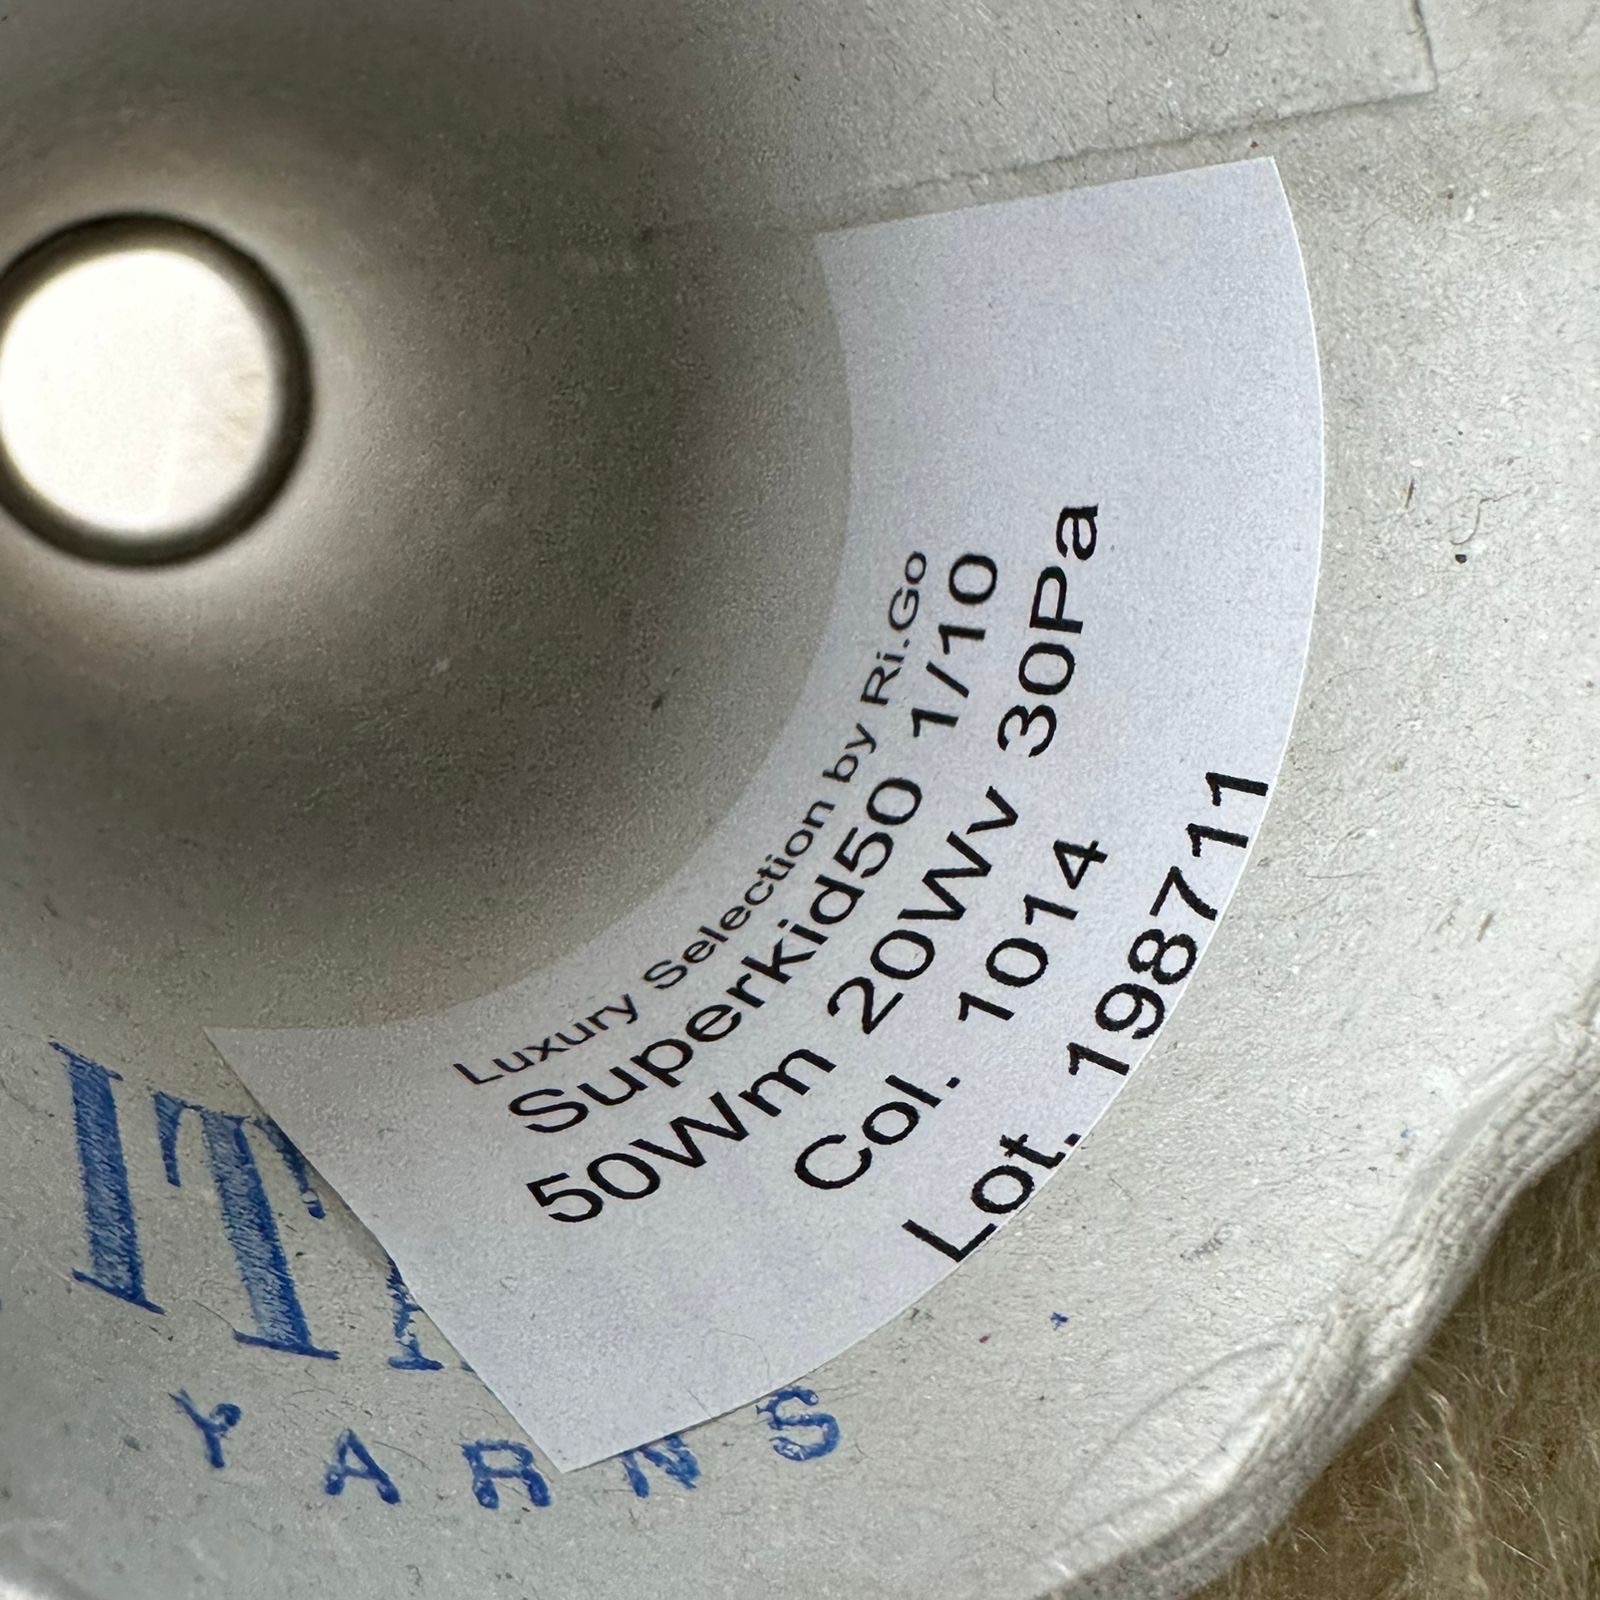 Luxury Selection by Ri.Go
Superkid50 1/10
50Wm 20Wv 30Pa
Col. 1014
Lot. 198711
YARNS